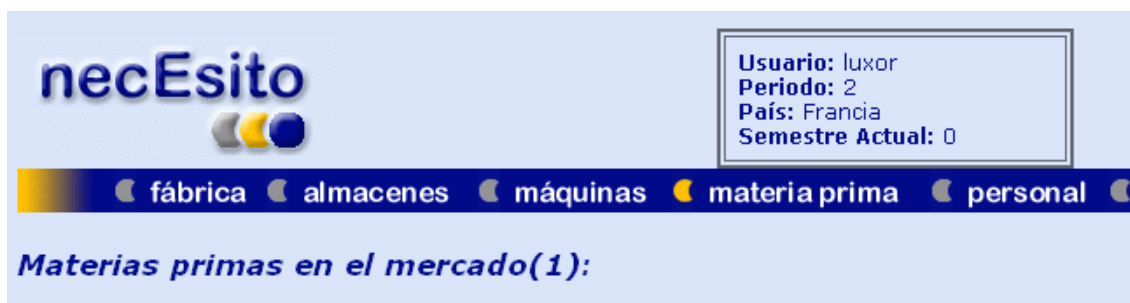 necEsito
Usuario: luxor
Periodo: 2
País: Francia
Semestre Actual: 0
fábrica almacenes máquinas materia prima personal
Materias primas en el mercado(1):